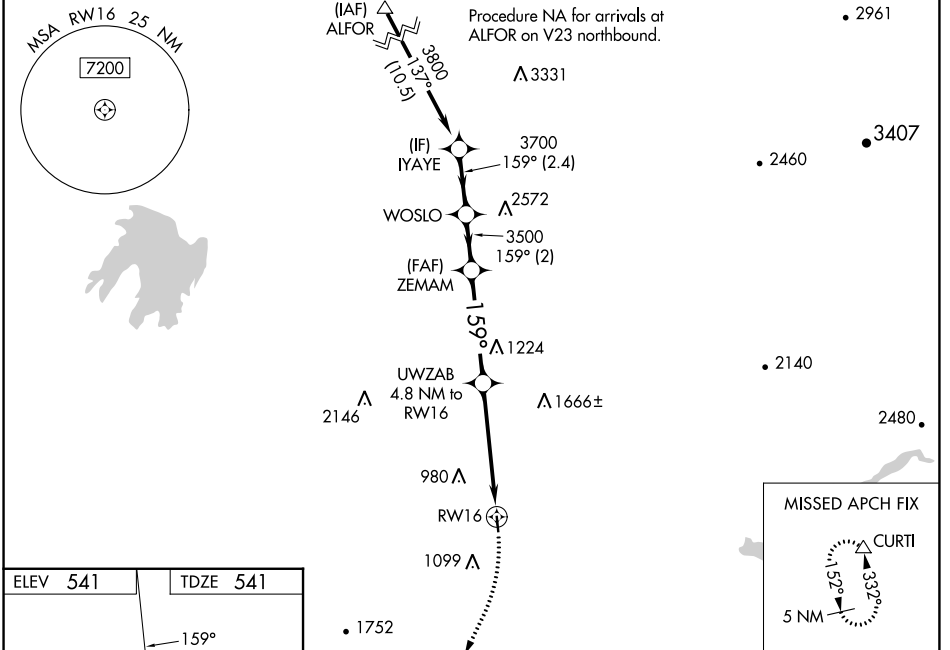 MSA RW16 25 NM
7200
(IAF)
ALFOR
Procedure NA for arrivals at
ALFOR on V23 northbound.
3800
137°
(10.5)
3331
2961
3407
2460
(IF)
IYAYE
3700
159° (2.4)
WOSLO
2572
3500
159° (2)
(FAF)
ZEMAM
159°
1224
UWZAB
4.8 NM to
RW16
2146
1666±
2140
2480
980
RW16
1099
1752
MISSED APCH FIX
CURTI
152°
332°
5 NM
ELEV 541
TDZE 541
159°